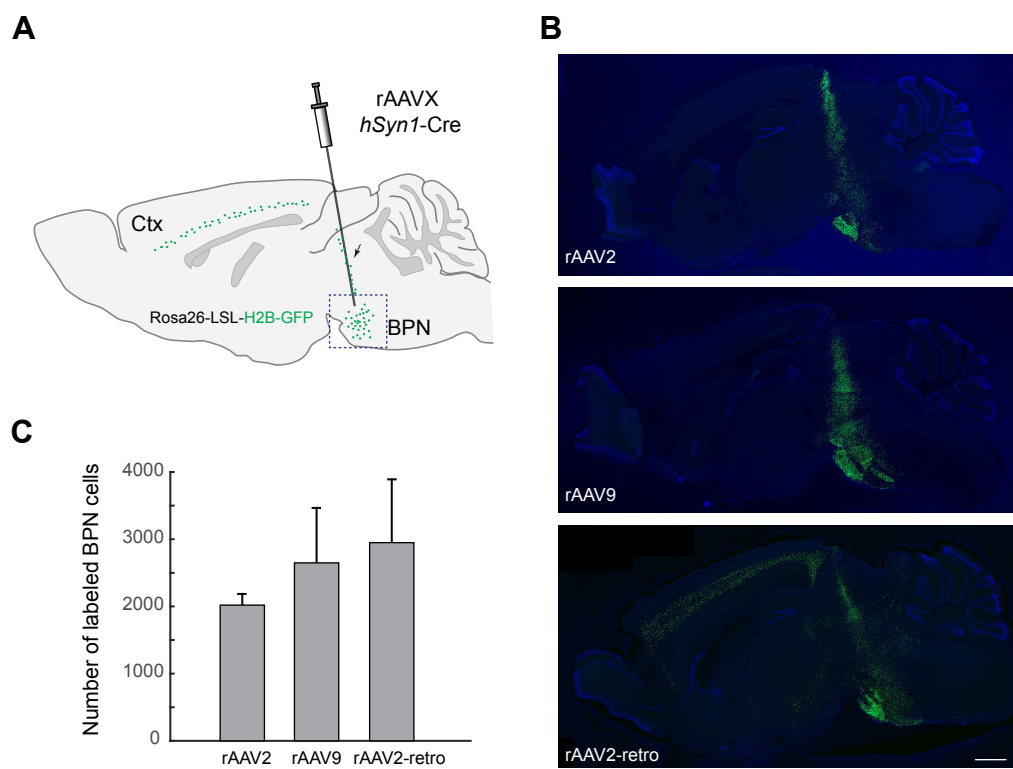 A
rAAVX
hSyn1-Cre
Ctx
Rosa26-LSL-H2B-GFP
BPN
B
rAAV2
rAAV9
rAAV2-retro
C
Number of labeled BPN cells
4000
3000
2000
1000
0
rAAV2 rAAV9 rAAV2-retro